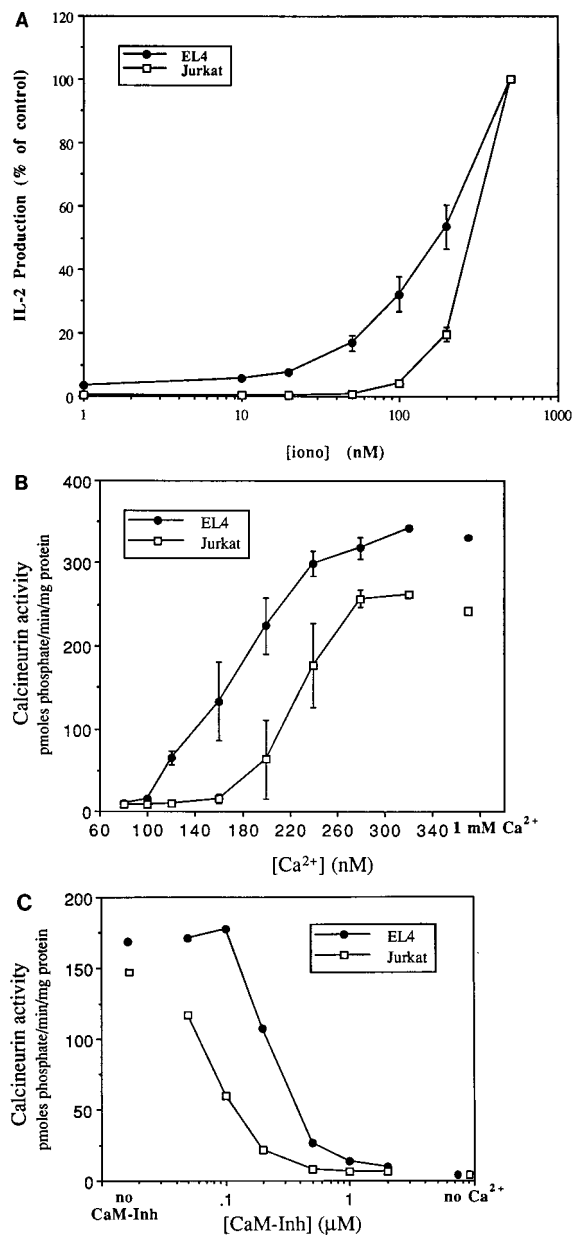 A
120
100
80
60
40
20
0
IL-2 Production (% of control)
EL4
Jurkat
1
10
100
1000
[iono] (nM)
B
400
300
200
100
0
Calcineurin activity
pmoles phosphate/min/mg protein
EL4
Jurkat
60 100 140 180 220 260 300 340 1 mM Ca2+
[Ca2+] (nM)
C
200
150
100
50
0
Calcineurin activity
pmoles phosphate/min/mg protein
EL4
Jurkat
no
CaM-Inh
.1
1
no Ca2+
[CaM-Inh] (µM)